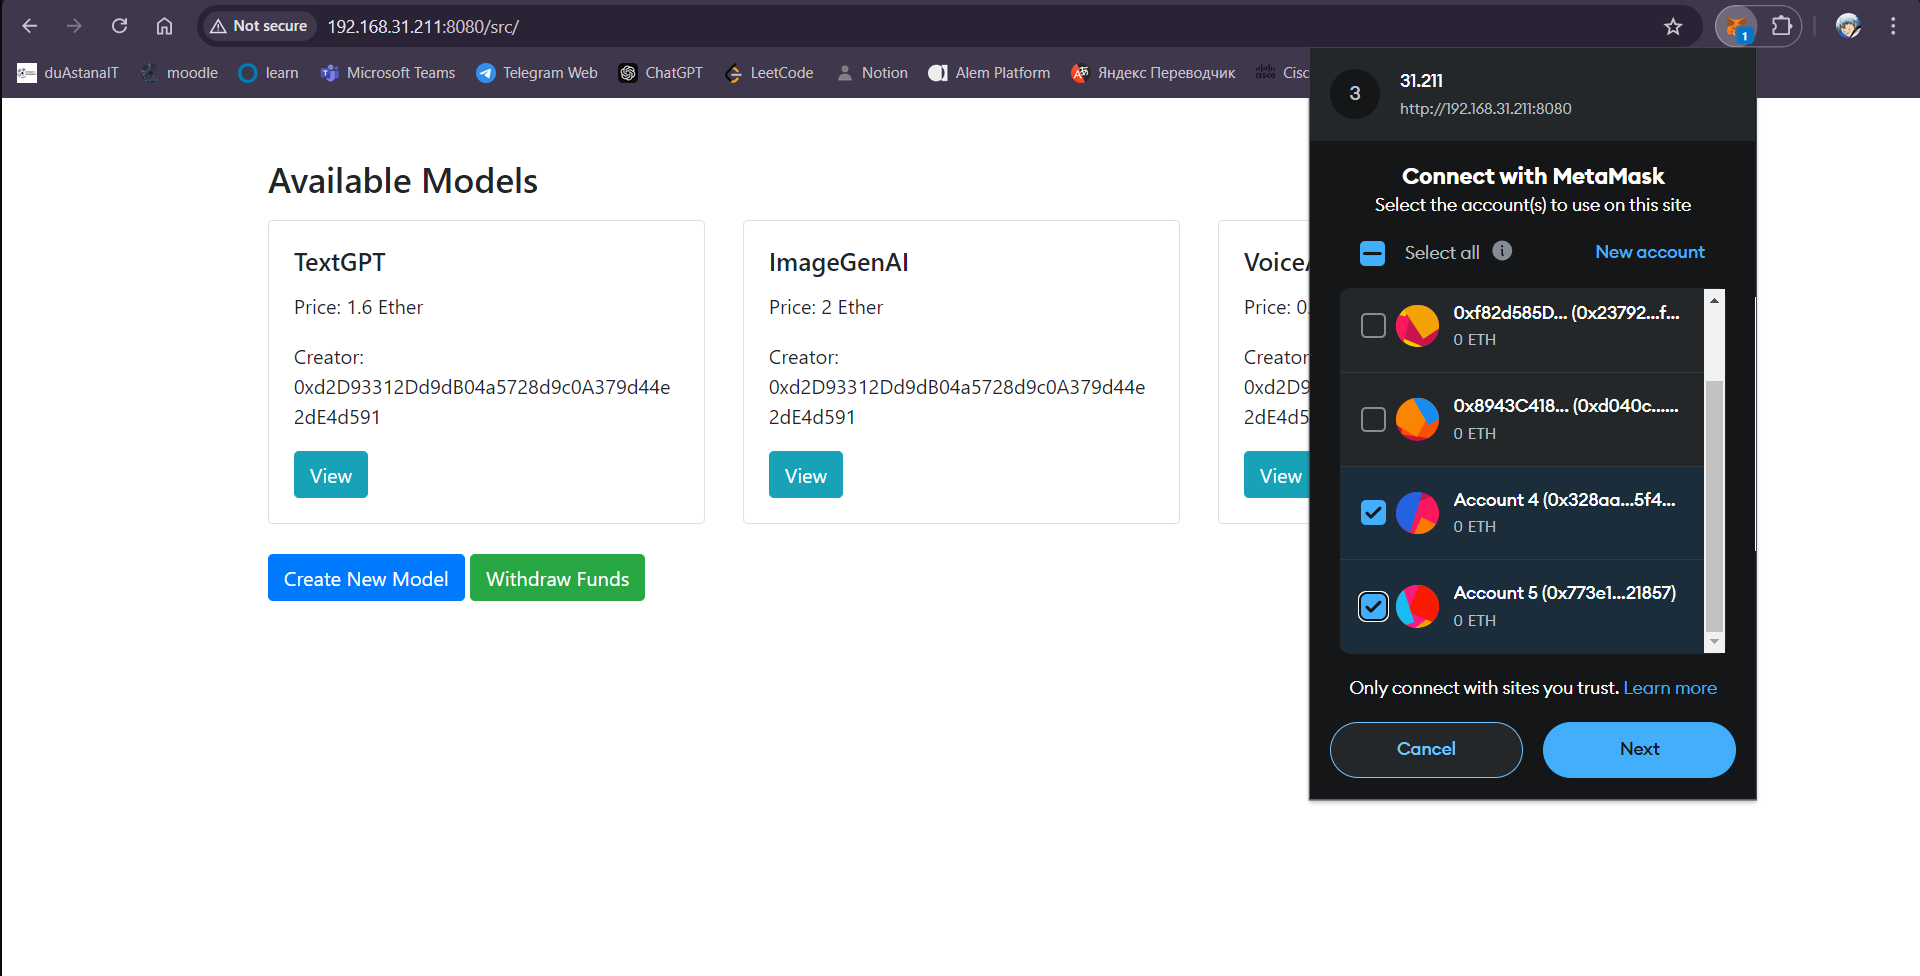 Not secure
192.168.31.211:8080/src/
1
duAstanaIT
moodle
learn
Microsoft Teams
Telegram Web
ChatGPT
LeetCode
Notion
Alem Platform
Яндекс Переводчик
Cisc
Available Models
TextGPT
Price: 1.6 Ether
Creator:
0xd2D93312Dd9dB04a5728d9c0A379d44e
2dE4d591
View
ImageGenAI
Price: 2 Ether
Creator:
0xd2D93312Dd9dB04a5728d9c0A379d44e
2dE4d591
View
Voice
Price: 0.
Creator
0xd2D9
2dE4d5
View
Create New Model
Withdraw Funds
3
31.211
http://192.168.31.211:8080
Connect with MetaMask
Select the account(s) to use on this site
Select all
New account
0xf82d585D... (0x23792...f...
0 ETH
0x8943C418... (0xd040c......
0 ETH
Account 4 (0x328aa...5f4...
0 ETH
Account 5 (0x773e1...21857)
0 ETH
Only connect with sites you trust. Learn more
Cancel
Next